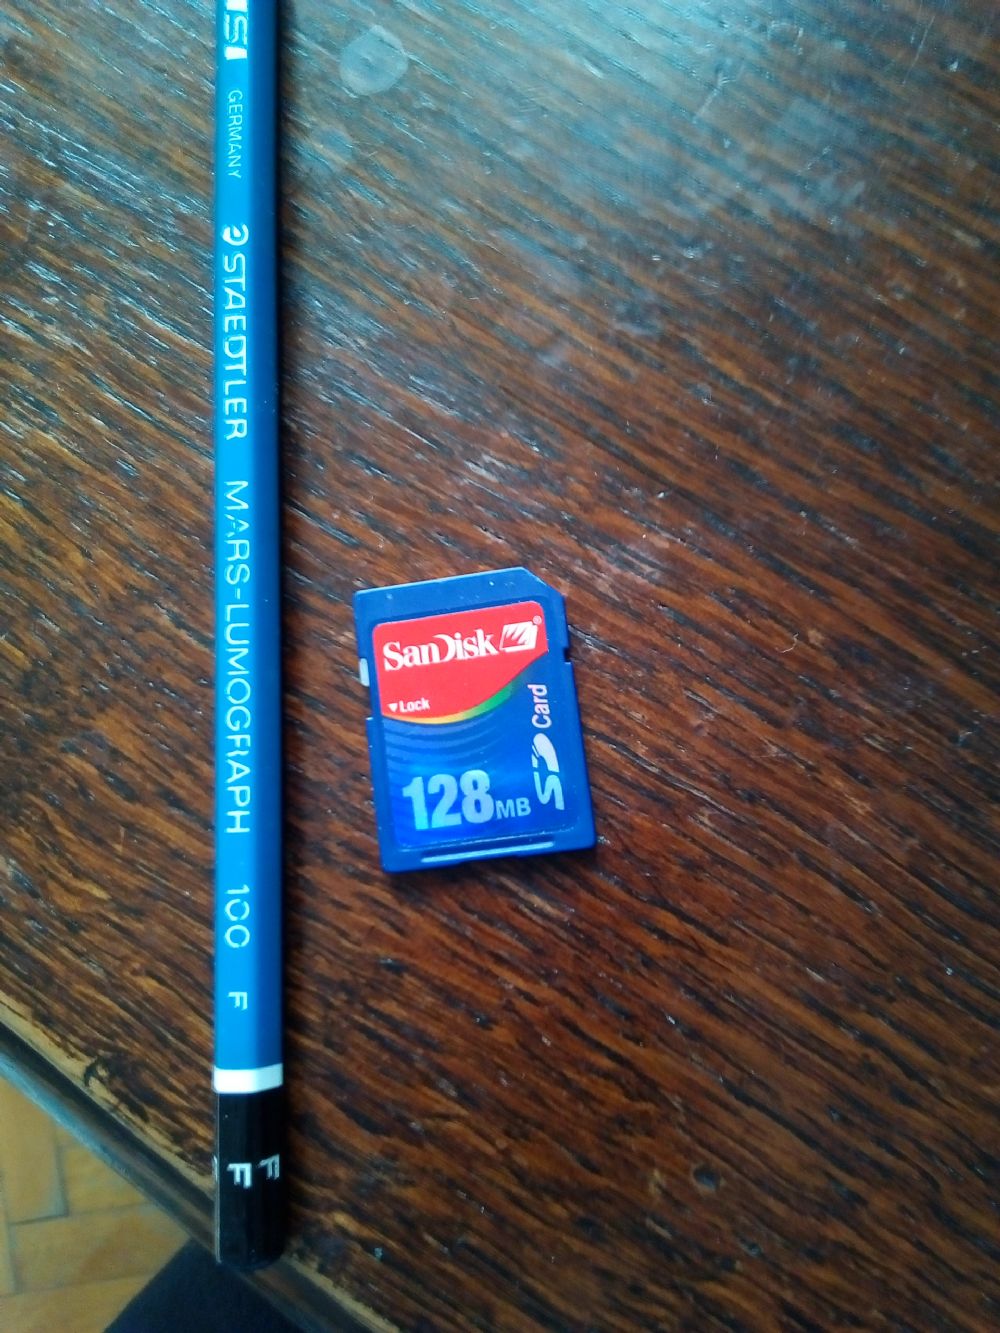 GERMANY
STAEDTLER MARS-LUMOGRAPH 100 F
F F
SanDisk
Lock
SD Card
128MB